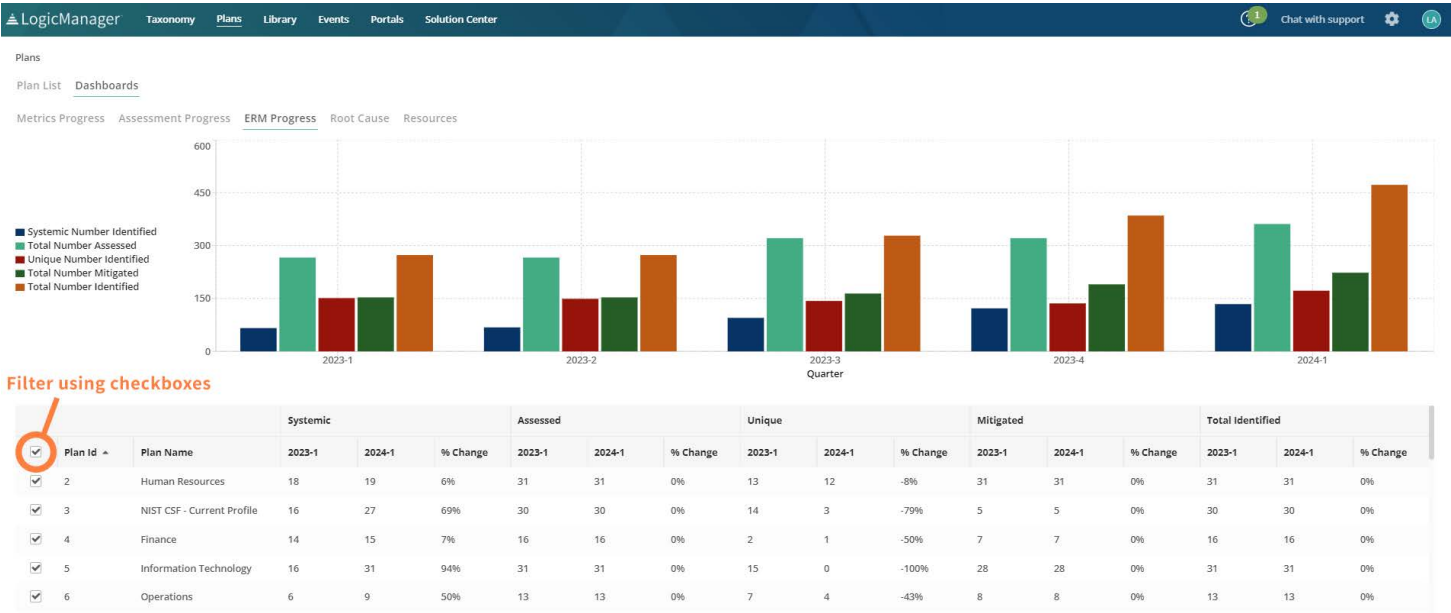 LogicManager Taxonomy Plans Library Events Portals Solution Center 1 Chat with support LA
Plans
Plan List Dashboards
Metrics Progress Assessment Progress ERM Progress Root Cause Resources
600
450
300
150
0
Systemic Number Identified
Total Number Assessed
Unique Number Identified
Total Number Mitigated
Total Number Identified
2023-1 2023-2 2023-3 2023-4 2024-1
Quarter
Filter using checkboxes
Systemic Assessed Unique Mitigated Total Identified
Plan Id Plan Name 2023-1 2024-1 % Change 2023-1 2024-1 % Change 2023-1 2024-1 % Change 2023-1 2024-1 % Change 2023-1 2024-1 % Change
2 Human Resources 18 19 6% 31 31 0% 13 12 -8% 31 31 0% 31 31 0%
3 NIST CSF - Current Profile 16 27 69% 30 30 0% 14 3 -79% 5 5 0% 30 30 0%
4 Finance 14 15 7% 16 16 0% 2 1 -50% 7 7 0% 16 16 0%
5 Information Technology 16 31 94% 31 31 0% 15 0 -100% 28 28 0% 31 31 0%
6 Operations 6 9 50% 13 13 0% 7 4 -43% 8 8 0% 13 13 0%